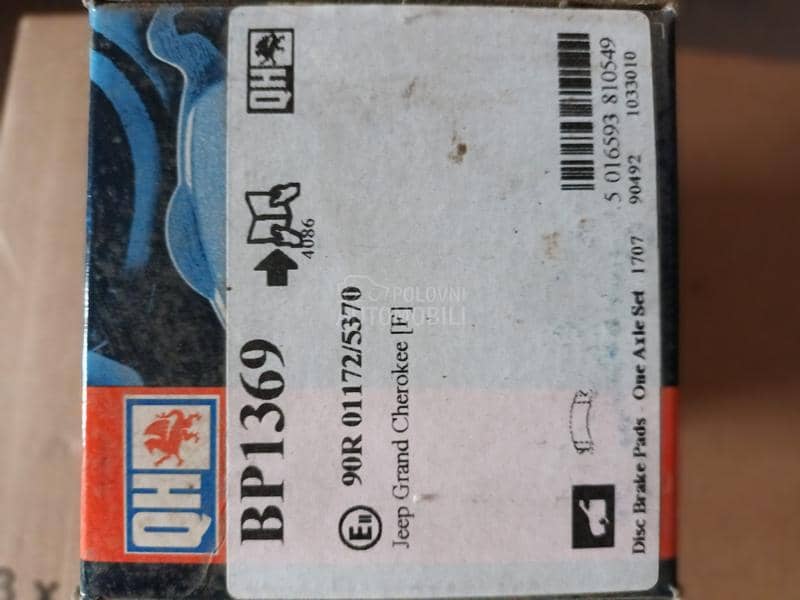 QH
QH
BP1369
4086
E11 90R 01172/5370
Jeep Grand Cherokee [F]
POLOVNI
AUTOMOBILI
5 016593 810549
90492 1033010
Disc Brake Pads - One Axle Set 1707
3 x